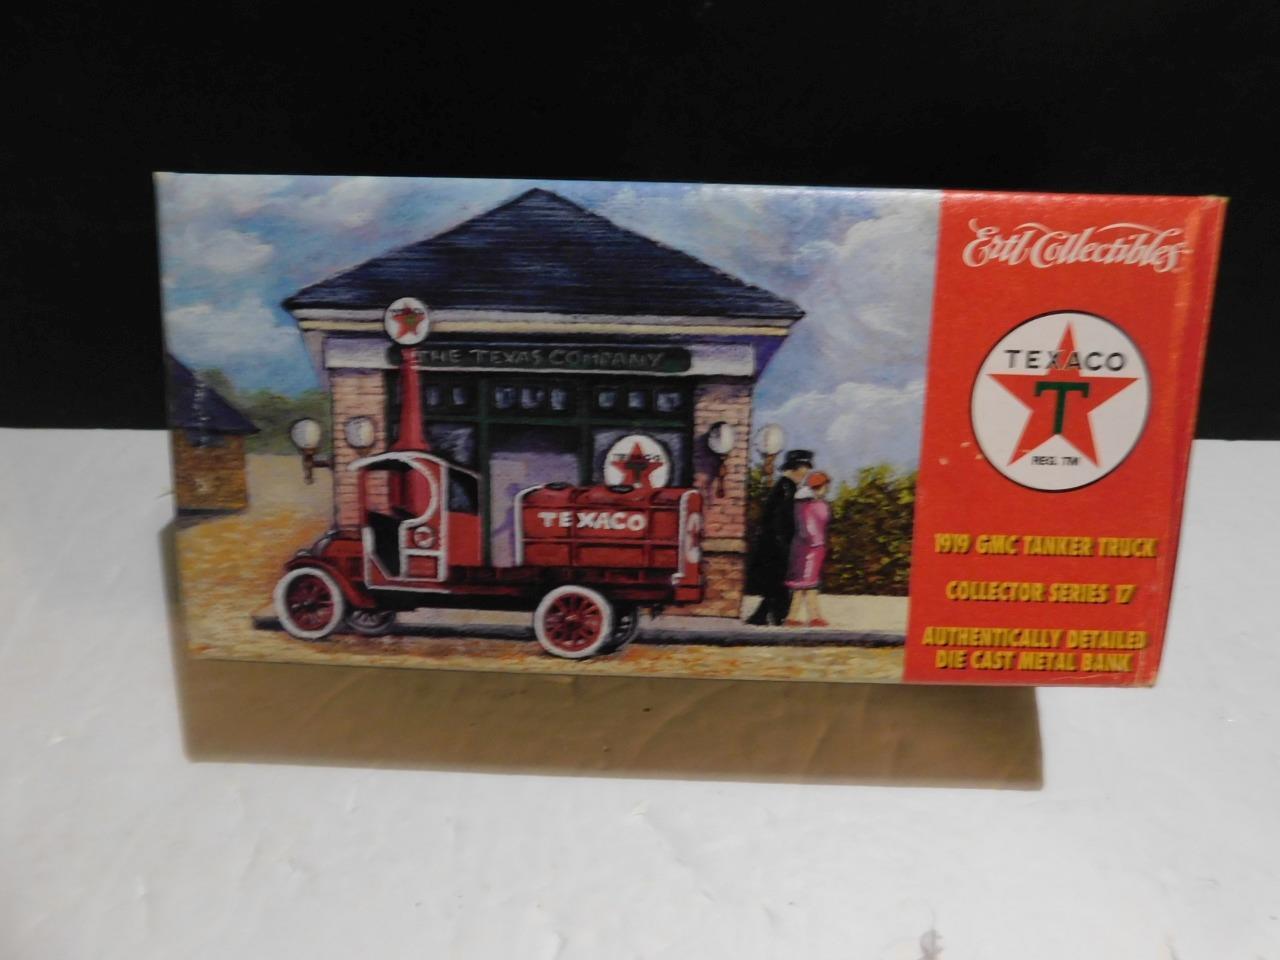 Ertl Collectibles
TEXACO
T
REG. TM
1919 GMC TANKER TRUCK
COLLECTOR SERIES 17
AUTHENTICALLY DETAILED
DIE CAST METAL BANK
THE TEXAS COMPANY
TEXACO